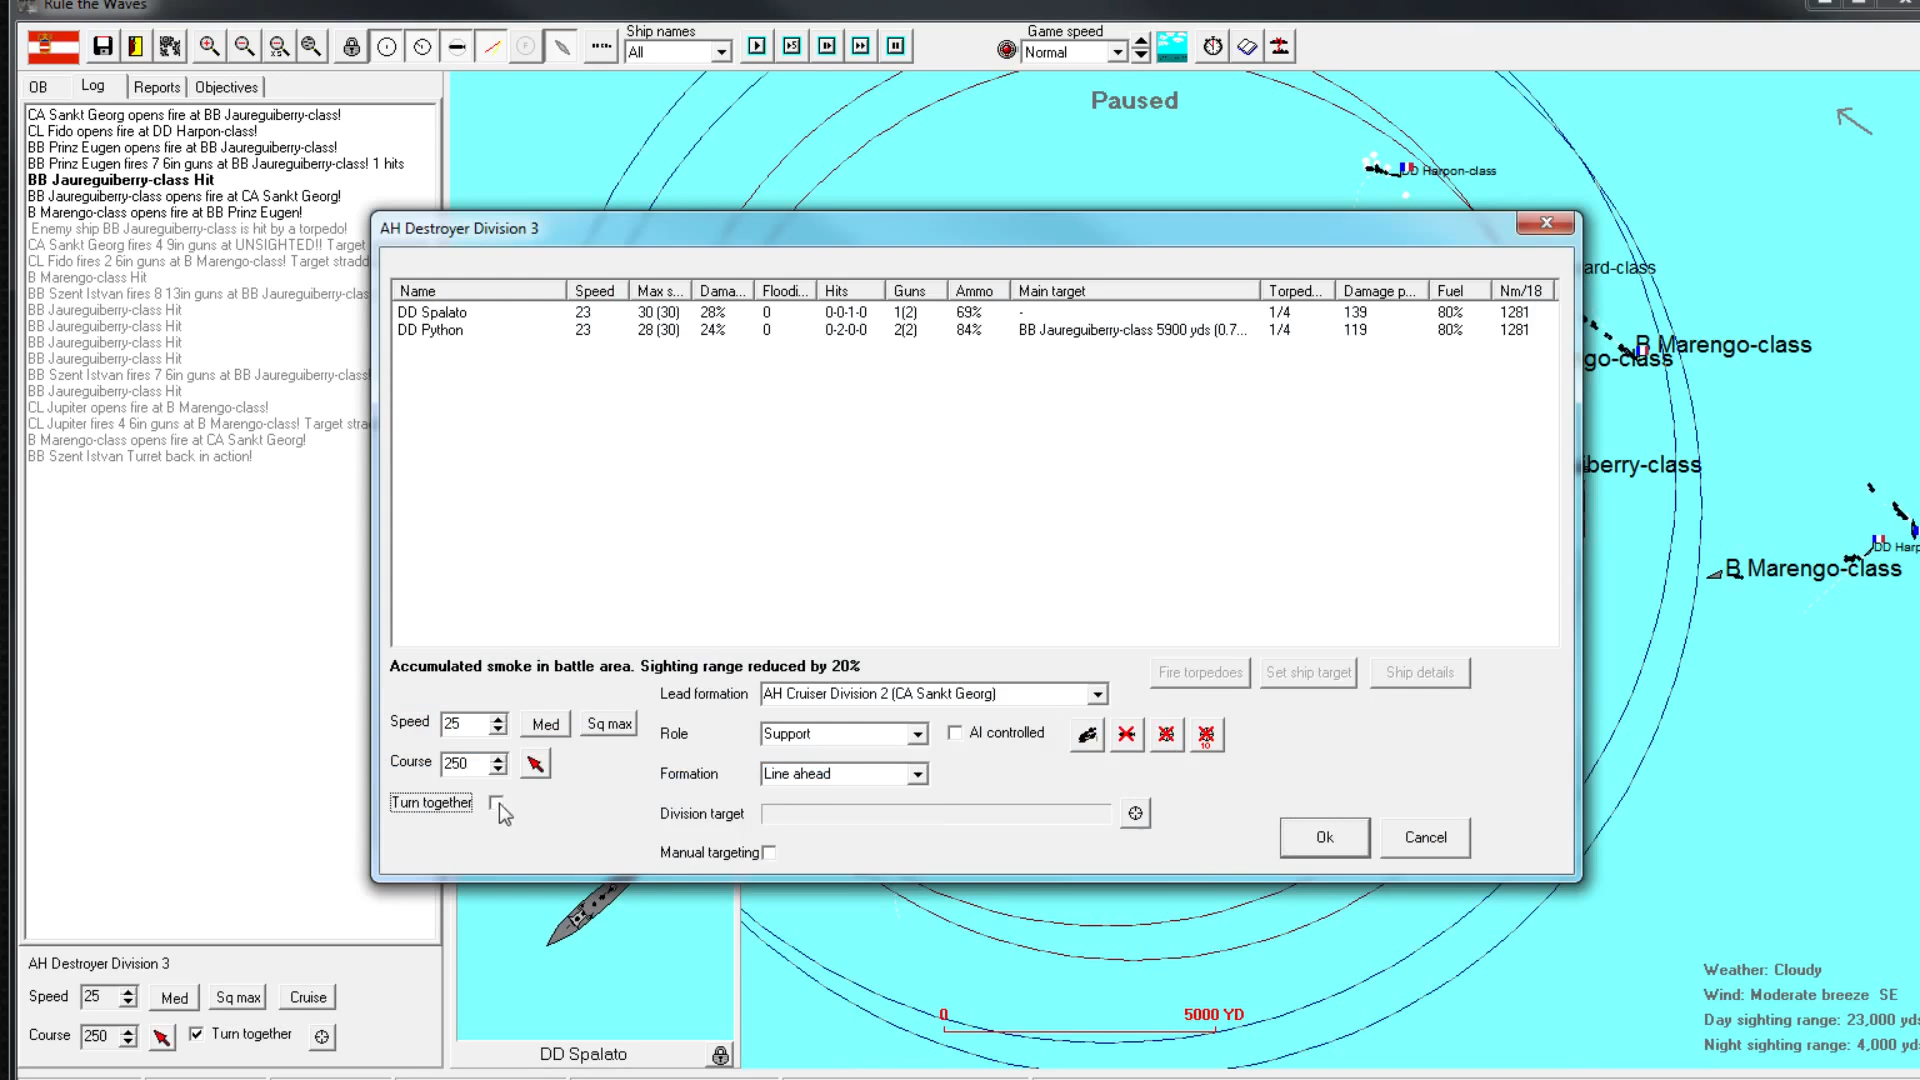 Rule the Waves
Ship names
All
Game speed
Normal
OB
Log
Reports
Objectives
CA Sankt Georg opens fire at BB Jaureguiberry-class!
CL Fido opens fire at DD Harpon-class!
BB Prinz Eugen opens fire at BB Jaureguiberry-class!
BB Prinz Eugen fires 7 6in guns at BB Jaureguiberry-class! 1 hits
BB Jaureguiberry-class Hit
BB Jaureguiberry-class opens fire at CA Sankt Georg!
B Marengo-class opens fire at BB Prinz Eugen!
Enemy ship BB Jaureguiberry-class is hit by a torpedo!
CA Sankt Georg fires 4 9in guns at UNSIGHTED!! Target
CL Fido fires 2 6in guns at B Marengo-class! Target stradd
B Marengo-class Hit
BB Szent Istvan fires 8 13in guns at BB Jaureguiberry-clas
BB Jaureguiberry-class Hit
BB Jaureguiberry-class Hit
BB Jaureguiberry-class Hit
BB Jaureguiberry-class Hit
BB Szent Istvan fires 7 6in guns at BB Jaureguiberry-class!
BB Jaureguiberry-class Hit
CL Jupiter opens fire at B Marengo-class!
CL Jupiter fires 4 6in guns at B Marengo-class! Target stra
B Marengo-class opens fire at CA Sankt Georg!
BB Szent Istvan Turret back in action!
Paused
DD Harpon-class
ard-class
B Marengo-class
go-class
iberry-class
DD Harp
B Marengo-class
AH Destroyer Division 3
Name Speed Max s... Dama... Floodi... Hits Guns Ammo Main target Torped... Damage p... Fuel Nm/18
DD Spalato 23 30 (30) 28% 0 0-0-1-0 1(2) 69% - 1/4 139 80% 1281
DD Python 23 28 (30) 24% 0 0-2-0-0 2(2) 84% BB Jaureguiberry-class 5900 yds (0.7... 1/4 119 80% 1281
Accumulated smoke in battle area. Sighting range reduced by 20%
Fire torpedoes
Set ship target
Ship details
Lead formation AH Cruiser Division 2 (CA Sankt Georg)
Speed 25 Med Sq max
Role Support
AI controlled
10
Course 250
Formation Line ahead
Turn together
Division target
Manual targeting
Ok
Cancel
AH Destroyer Division 3
Speed 25 Med Sq max Cruise
Course 250 Turn together
DD Spalato
0 5000 YD
Weather: Cloudy
Wind: Moderate breeze SE
Day sighting range: 23,000 yds
Night sighting range: 4,000 yd